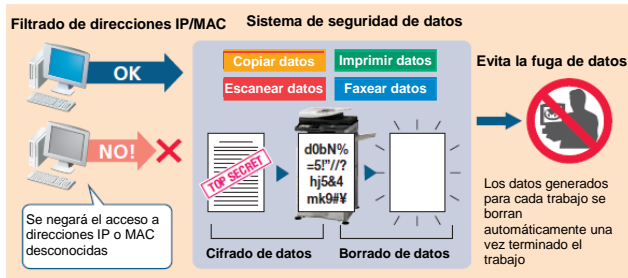 Filtrado de direcciones IP/MAC
Sistema de seguridad de datos
OK
NO!
Se negará el acceso a
direcciones IP o MAC
desconocidas
Copiar datos
Imprimir datos
Escanear datos
Faxear datos
TOP SECRET
d0bN%
=5!"//?
hj5&4
mk9#¥
Cifrado de datos
Borrado de datos
Evita la fuga de datos
Los datos generados
para cada trabajo se
borran
automáticamente una
vez terminado el
trabajo